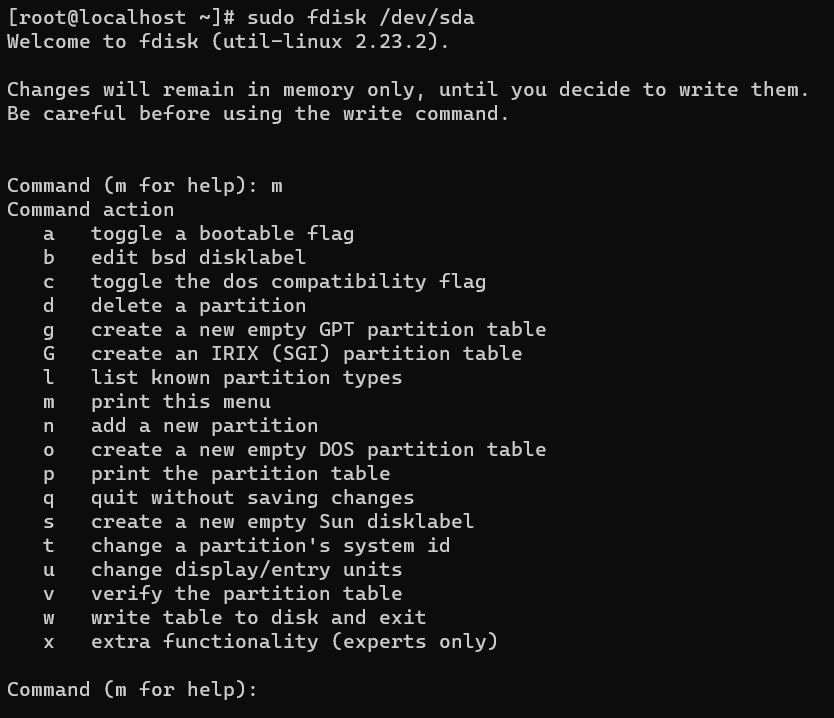 [root@localhost ~]# sudo fdisk /dev/sda
Welcome to fdisk (util-linux 2.23.2).

Changes will remain in memory only, until you decide to write them.
Be careful before using the write command.


Command (m for help): m
Command action
   a   toggle a bootable flag
   b   edit bsd disklabel
   c   toggle the dos compatibility flag
   d   delete a partition
   g   create a new empty GPT partition table
   G   create an IRIX (SGI) partition table
   l   list known partition types
   m   print this menu
   n   add a new partition
   o   create a new empty DOS partition table
   p   print the partition table
   q   quit without saving changes
   s   create a new empty Sun disklabel
   t   change a partition's system id
   u   change display/entry units
   v   verify the partition table
   w   write table to disk and exit
   x   extra functionality (experts only)

Command (m for help):